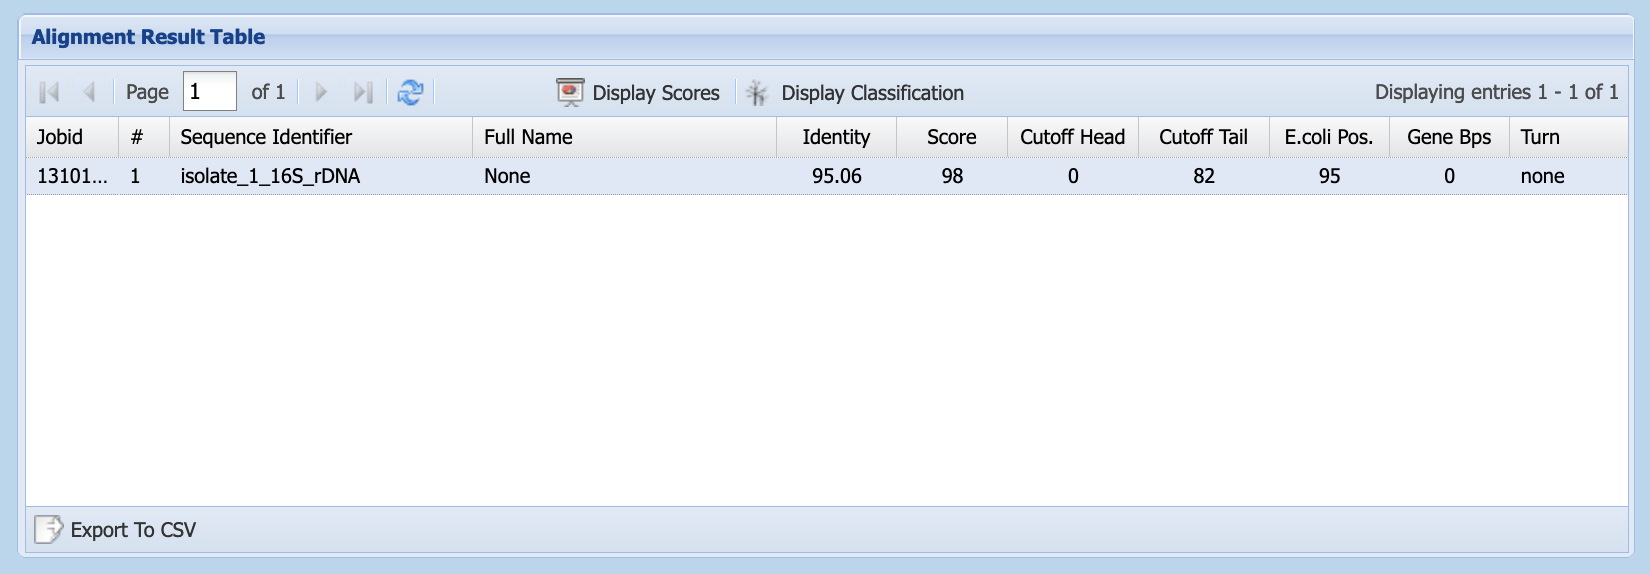 Alignment Result Table
Page 1 of 1 Display Scores Display Classification Displaying entries 1 - 1 of 1
Jobid # Sequence Identifier Full Name Identity Score Cutoff Head Cutoff Tail E.coli Pos. Gene Bps Turn
13101... 1 isolate_1_16S_rDNA None 95.06 98 0 82 95 0 none
Export To CSV